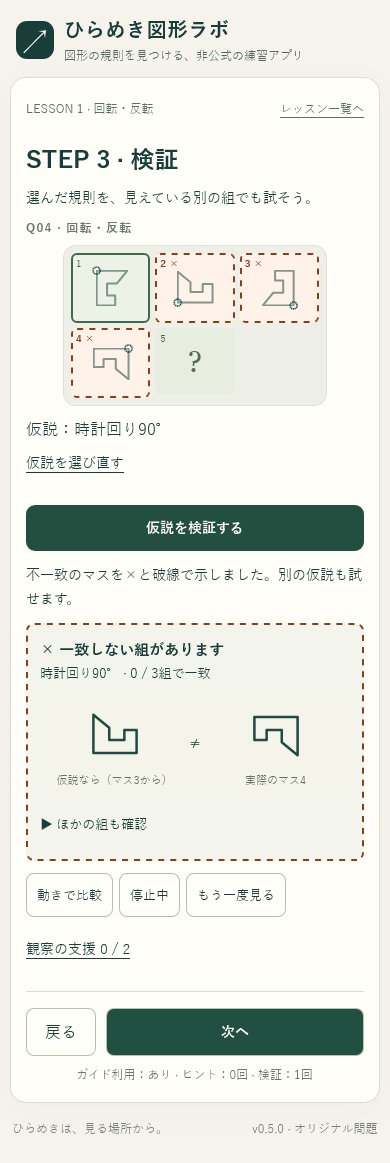 ひらめき図形ラボ
図形の規則を見つける、非公式の練習アプリ
LESSON 1 · 回転・反転
レッスン一覧へ
STEP 3 · 検証
選んだ規則を、見えている別の組でも試そう。
Q04 · 回転・反転
1
2 ×
3 ×
4 ×
5
?
仮説：時計回り90°
仮説を選び直す
仮説を検証する
不一致のマスを×と破線で示しました。別の仮説も試
せます。
× 一致しない組があります
時計回り90° · 0 / 3組で一致
≠
仮説なら（マス3から）
実際のマス4
▶ ほかの組も確認
動きで比較
停止中
もう一度見る
観察の支援 0 / 2
戻る
次へ
ガイド利用：あり · ヒント：0回 · 検証：1回
ひらめきは、見る場所から。
v0.5.0 · オリジナル問題